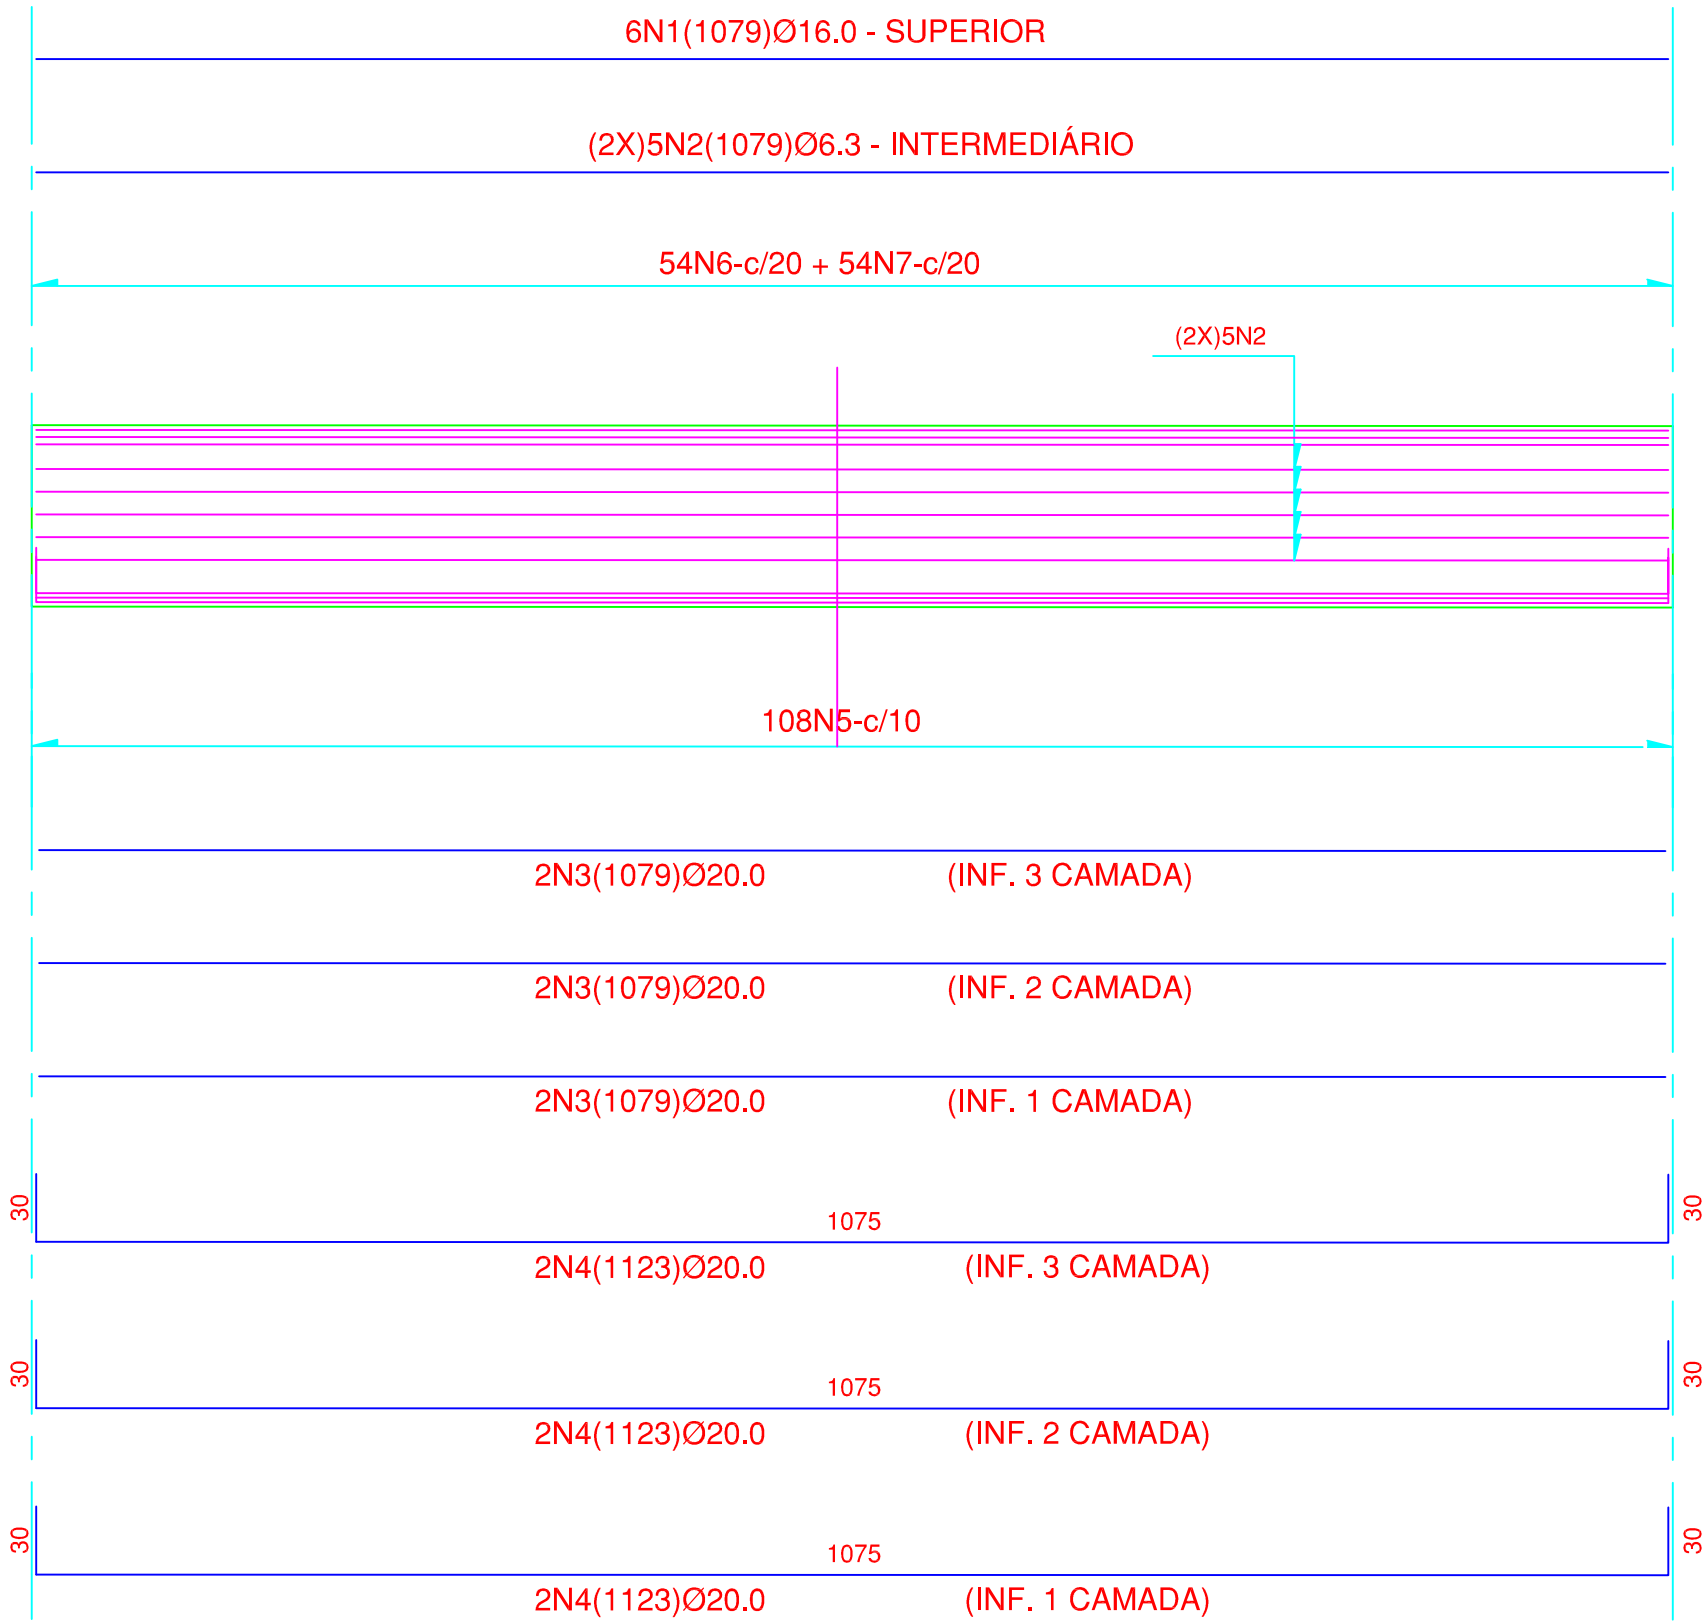 6N1(1079)Ø16.0 - SUPERIOR
(2X)5N2(1079)Ø6.3 - INTERMEDIÁRIO
54N6-c/20 + 54N7-c/20
(2X)5N2
108N5-c/10
2N3(1079)Ø20.0 (INF. 3 CAMADA)
2N3(1079)Ø20.0 (INF. 2 CAMADA)
2N3(1079)Ø20.0 (INF. 1 CAMADA)
30 1075 30
2N4(1123)Ø20.0 (INF. 3 CAMADA)
30 1075 30
2N4(1123)Ø20.0 (INF. 2 CAMADA)
30 1075 30
2N4(1123)Ø20.0 (INF. 1 CAMADA)